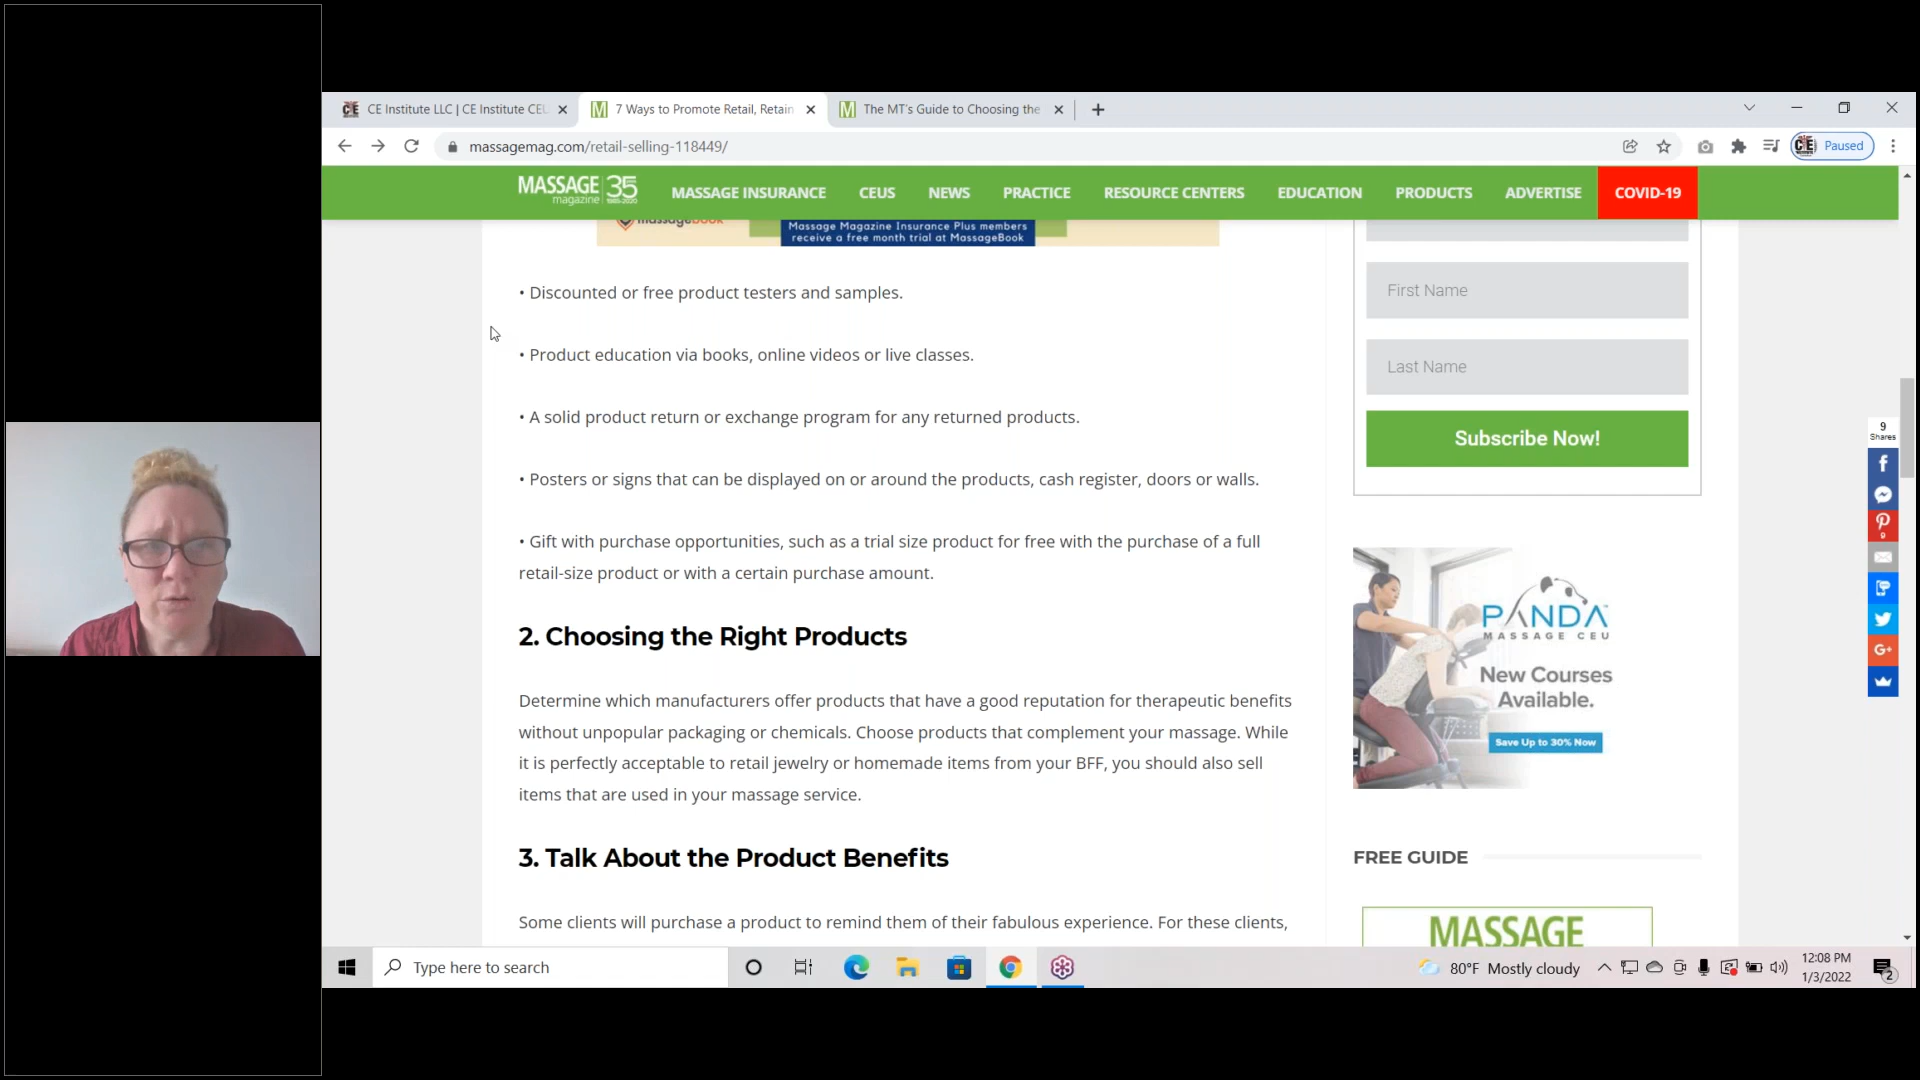 CE Institute LLC | CE Institute CEU
7 Ways to Promote Retail, Retain
The MT's Guide to Choosing the
massagemag.com/retail-selling-118449/
Paused
MASSAGE magazine 35
MASSAGE INSURANCE
CEUS
NEWS
PRACTICE
RESOURCE CENTERS
EDUCATION
PRODUCTS
ADVERTISE
COVID-19
massagebook
Massage Magazine Insurance Plus members
receive a free month trial at MassageBook
• Discounted or free product testers and samples.
• Product education via books, online videos or live classes.
• A solid product return or exchange program for any returned products.
• Posters or signs that can be displayed on or around the products, cash register, doors or walls.
• Gift with purchase opportunities, such as a trial size product for free with the purchase of a full
retail-size product or with a certain purchase amount.
2. Choosing the Right Products
Determine which manufacturers offer products that have a good reputation for therapeutic benefits
without unpopular packaging or chemicals. Choose products that complement your massage. While
it is perfectly acceptable to retail jewelry or homemade items from your BFF, you should also sell
items that are used in your massage service.
3. Talk About the Product Benefits
Some clients will purchase a product to remind them of their fabulous experience. For these clients,
First Name
Last Name
Subscribe Now!
9
Shares
9
PANDA
MASSAGE CEU
New Courses
Available.
Save Up to 30% Now
FREE GUIDE
MASSAGE
Type here to search
80°F Mostly cloudy
12:08 PM
1/3/2022
2